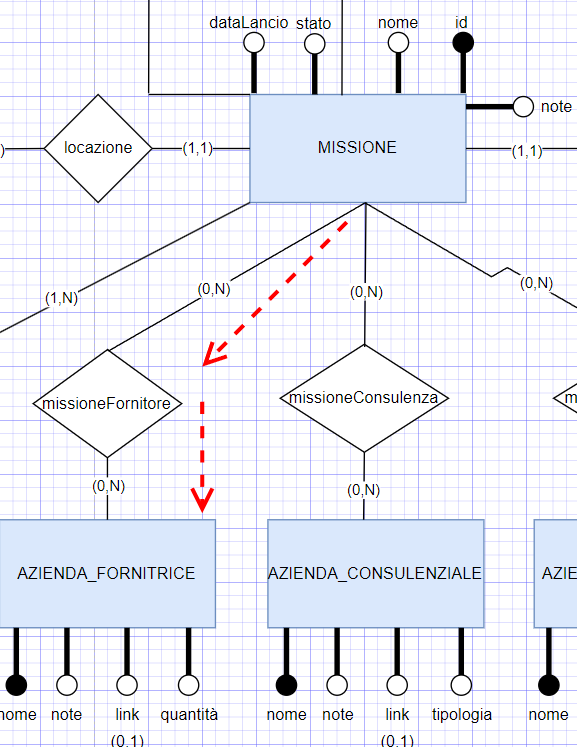 dataLancio stato nome id
note
locazione (1,1) MISSIONE (1,1)
(1,N) (0,N) (0,N) (0,N)
missioneFornitore missioneConsulenza m
(0,N) (0,N)
AZIENDA_FORNITRICE AZIENDA_CONSULENZIALE AZIE
nome note link quantità nome note link tipologia nome
(0,1) (0,1)